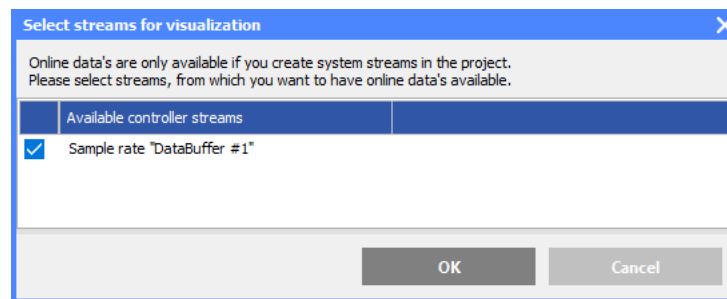 Select streams for visualization
Online data's are only available if you create system streams in the project.
Please select streams, from which you want to have online data's available.
Available controller streams
Sample rate "DataBuffer #1"
OK
Cancel